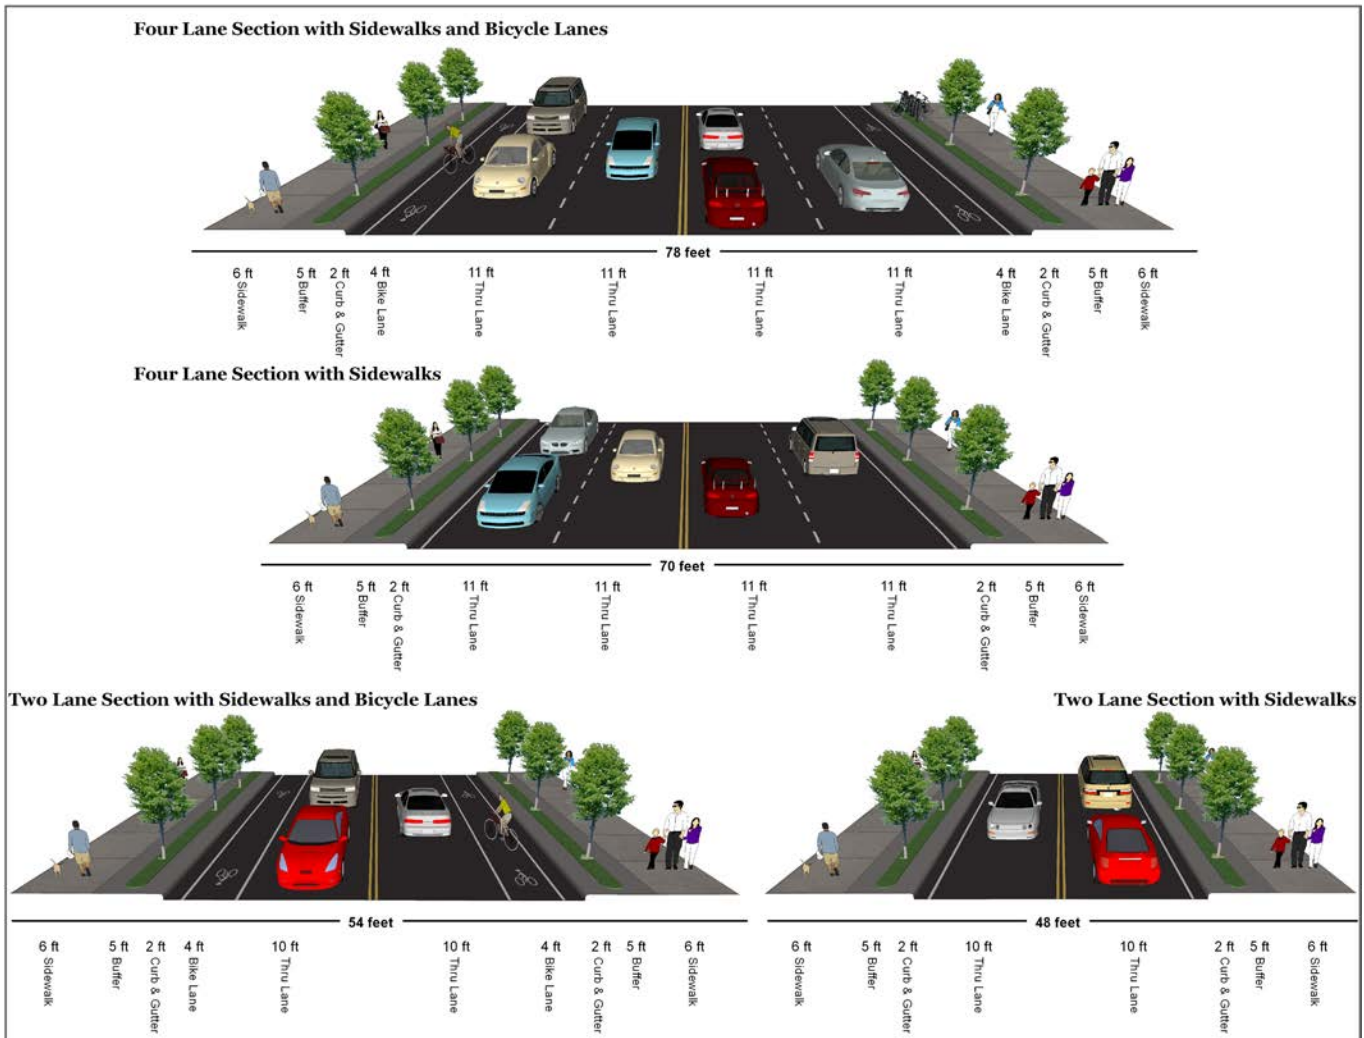 Four Lane Section with Sidewalks and Bicycle Lanes
78 feet
6 ft Sidewalk
5 ft Buffer
2 ft Curb & Gutter
4 ft Bike Lane
11 ft Thru Lane
11 ft Thru Lane
11 ft Thru Lane
11 ft Thru Lane
4 ft Bike Lane
2 ft Curb & Gutter
5 ft Buffer
6 ft Sidewalk
Four Lane Section with Sidewalks
70 feet
6 ft Sidewalk
5 ft Buffer
2 ft Curb & Gutter
11 ft Thru Lane
11 ft Thru Lane
11 ft Thru Lane
11 ft Thru Lane
2 ft Curb & Gutter
5 ft Buffer
6 ft Sidewalk
Two Lane Section with Sidewalks and Bicycle Lanes
54 feet
6 ft Sidewalk
5 ft Buffer
2 ft Curb & Gutter
4 ft Bike Lane
10 ft Thru Lane
10 ft Thru Lane
4 ft Bike Lane
2 ft Curb & Gutter
5 ft Buffer
6 ft Sidewalk
Two Lane Section with Sidewalks
48 feet
6 ft Sidewalk
5 ft Buffer
2 ft Curb & Gutter
10 ft Thru Lane
10 ft Thru Lane
2 ft Curb & Gutter
5 ft Buffer
6 ft Sidewalk